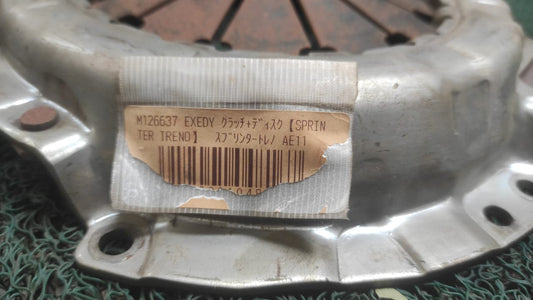 M126637 EXEDY クラッチ+ディスク【SPRIN
TER TREND】 スプリンタートレノ AE11